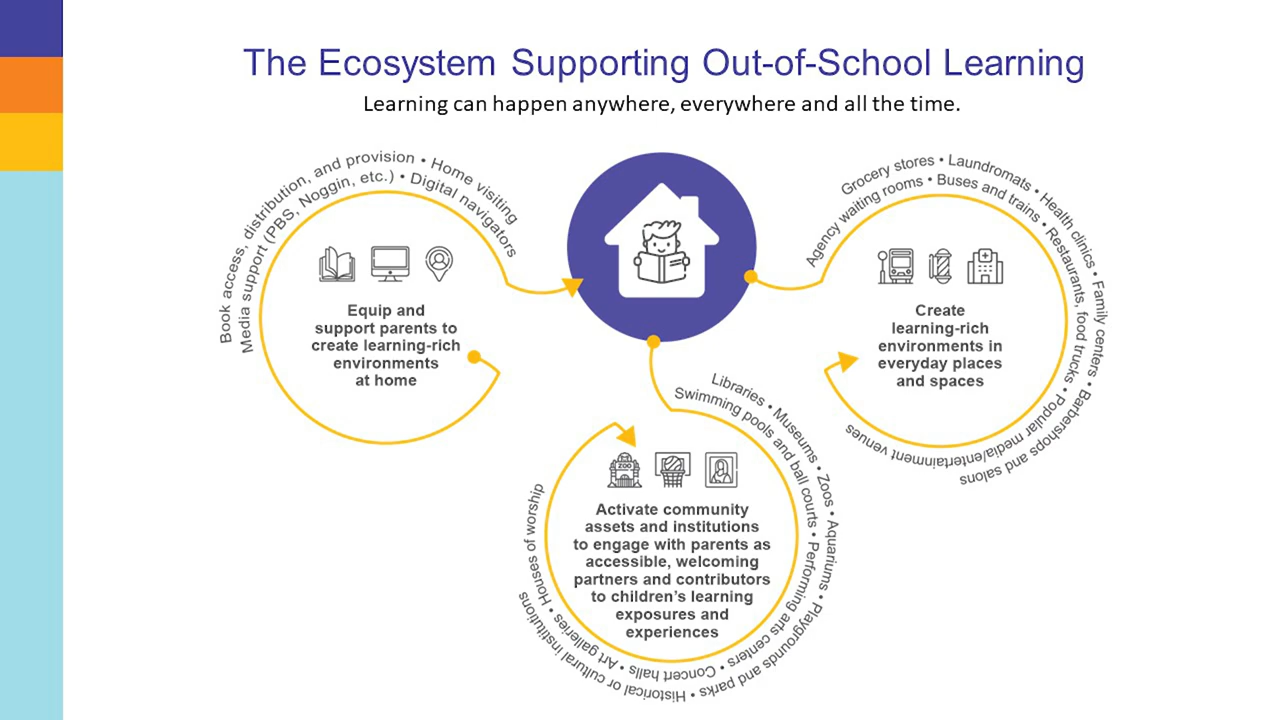 The Ecosystem Supporting Out-of-School Learning
Learning can happen anywhere, everywhere and all the time.
Book access, distribution, and provision • Home visiting
Media support (PBS, Noggin, etc.) • Digital navigators
Equip and
support parents to
create learning-rich
environments
at home
Grocery stores • Laundromats • Health clinics • Family centers • Barbershops and salons
Agency waiting rooms • Buses and trains • Restaurants, food trucks • Popular media/entertainment venues
Create
learning-rich
environments in
everyday places
and spaces
Libraries • Museums • Zoos • Aquariums • Playgrounds and parks • Historical or cultural institutions
Swimming pools and ball courts • Performing arts centers • Concert halls • Art galleries • Houses of worship
ZOO
Activate community
assets and institutions
to engage with parents as
accessible, welcoming
partners and contributors
to children's learning
exposures and
experiences